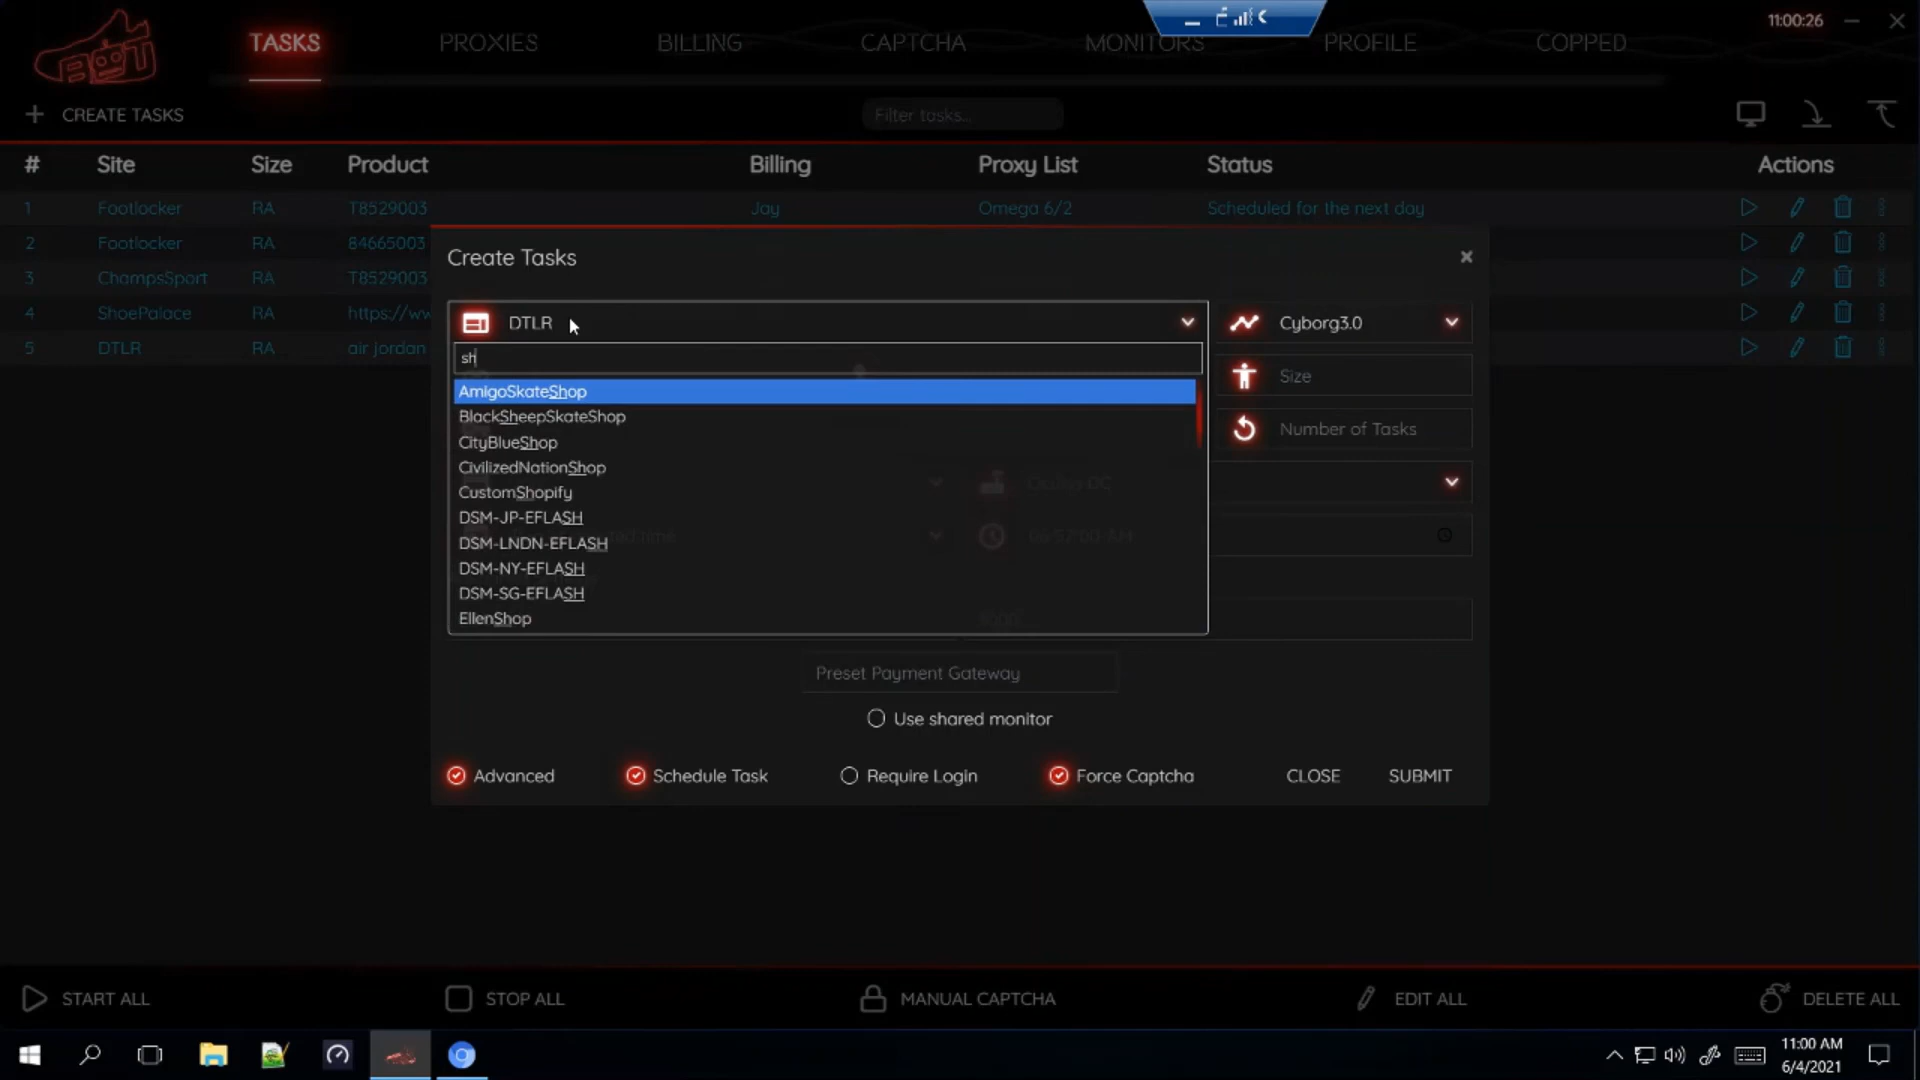 TASKS PROXIES BILLING CAPTCHA MONITORS PROFILE COPPED 11:00:26
CREATE TASKS Filter tasks...
# Site Size Product Billing Proxy List Status Actions
1 Footlocker RA T8529003 Jay Omega 6/2 Scheduled for the next day
2 Footlocker RA 84665003
3 ChampsSport RA T8529003
4 ShoePalace RA https://ww
5 DTLR RA air jordan
Create Tasks
DTLR Cyborg3.0
sh
Size
AmigoSkateShop
BlackSheepSkateShop
Number of Tasks
CityBlueShop
CivilizedNationShop
CustomShopify
DSM-JP-EFLASH
DSM-LNDN-EFLASH
DSM-NY-EFLASH
DSM-SG-EFLASH
EllenShop
Preset Payment Gateway
Use shared monitor
Advanced Schedule Task Require Login Force Captcha CLOSE SUBMIT
START ALL STOP ALL MANUAL CAPTCHA EDIT ALL DELETE ALL
11:00 AM
6/4/2021